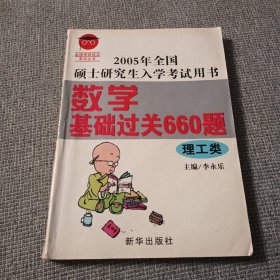 2005年全国
硕士研究生入学考试用书
数学
基础过关660题
理工类
主编/李永乐
新华出版社